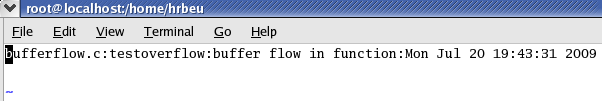 root@localhost:/home/hrbeu
File Edit View Terminal Go Help
bufferflow.c:testoverflow:buffer flow in function:Mon Jul 20 19:43:31 2009
~